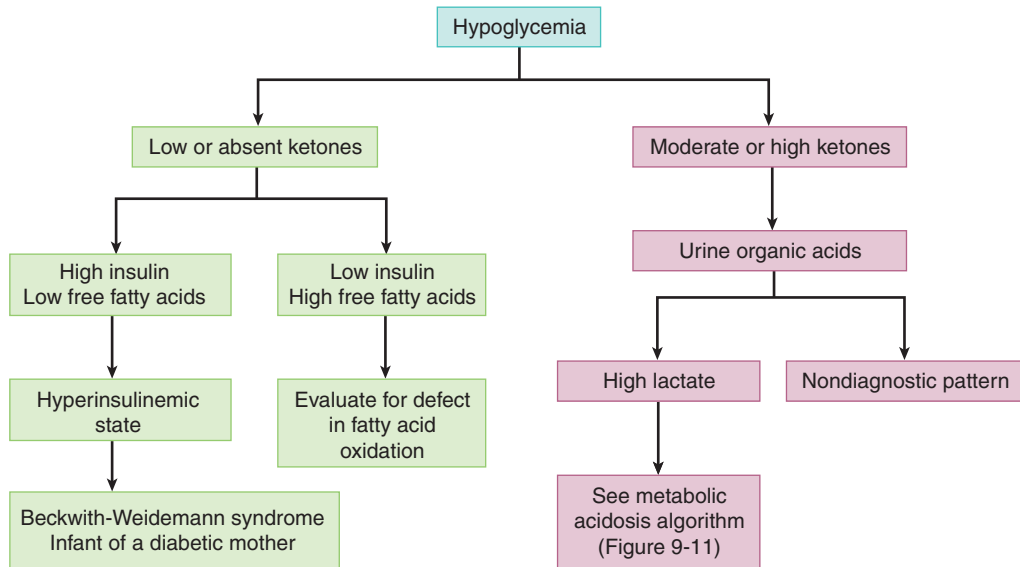 Hypoglycemia
Low or absent ketones
Moderate or high ketones
High insulin
Low free fatty acids
Low insulin
High free fatty acids
Urine organic acids
Hyperinsulinemic
state
Evaluate for defect
in fatty acid
oxidation
High lactate
Nondiagnostic pattern
Beckwith-Weidemann syndrome
Infant of a diabetic mother
See metabolic
acidosis algorithm
(Figure 9-11)